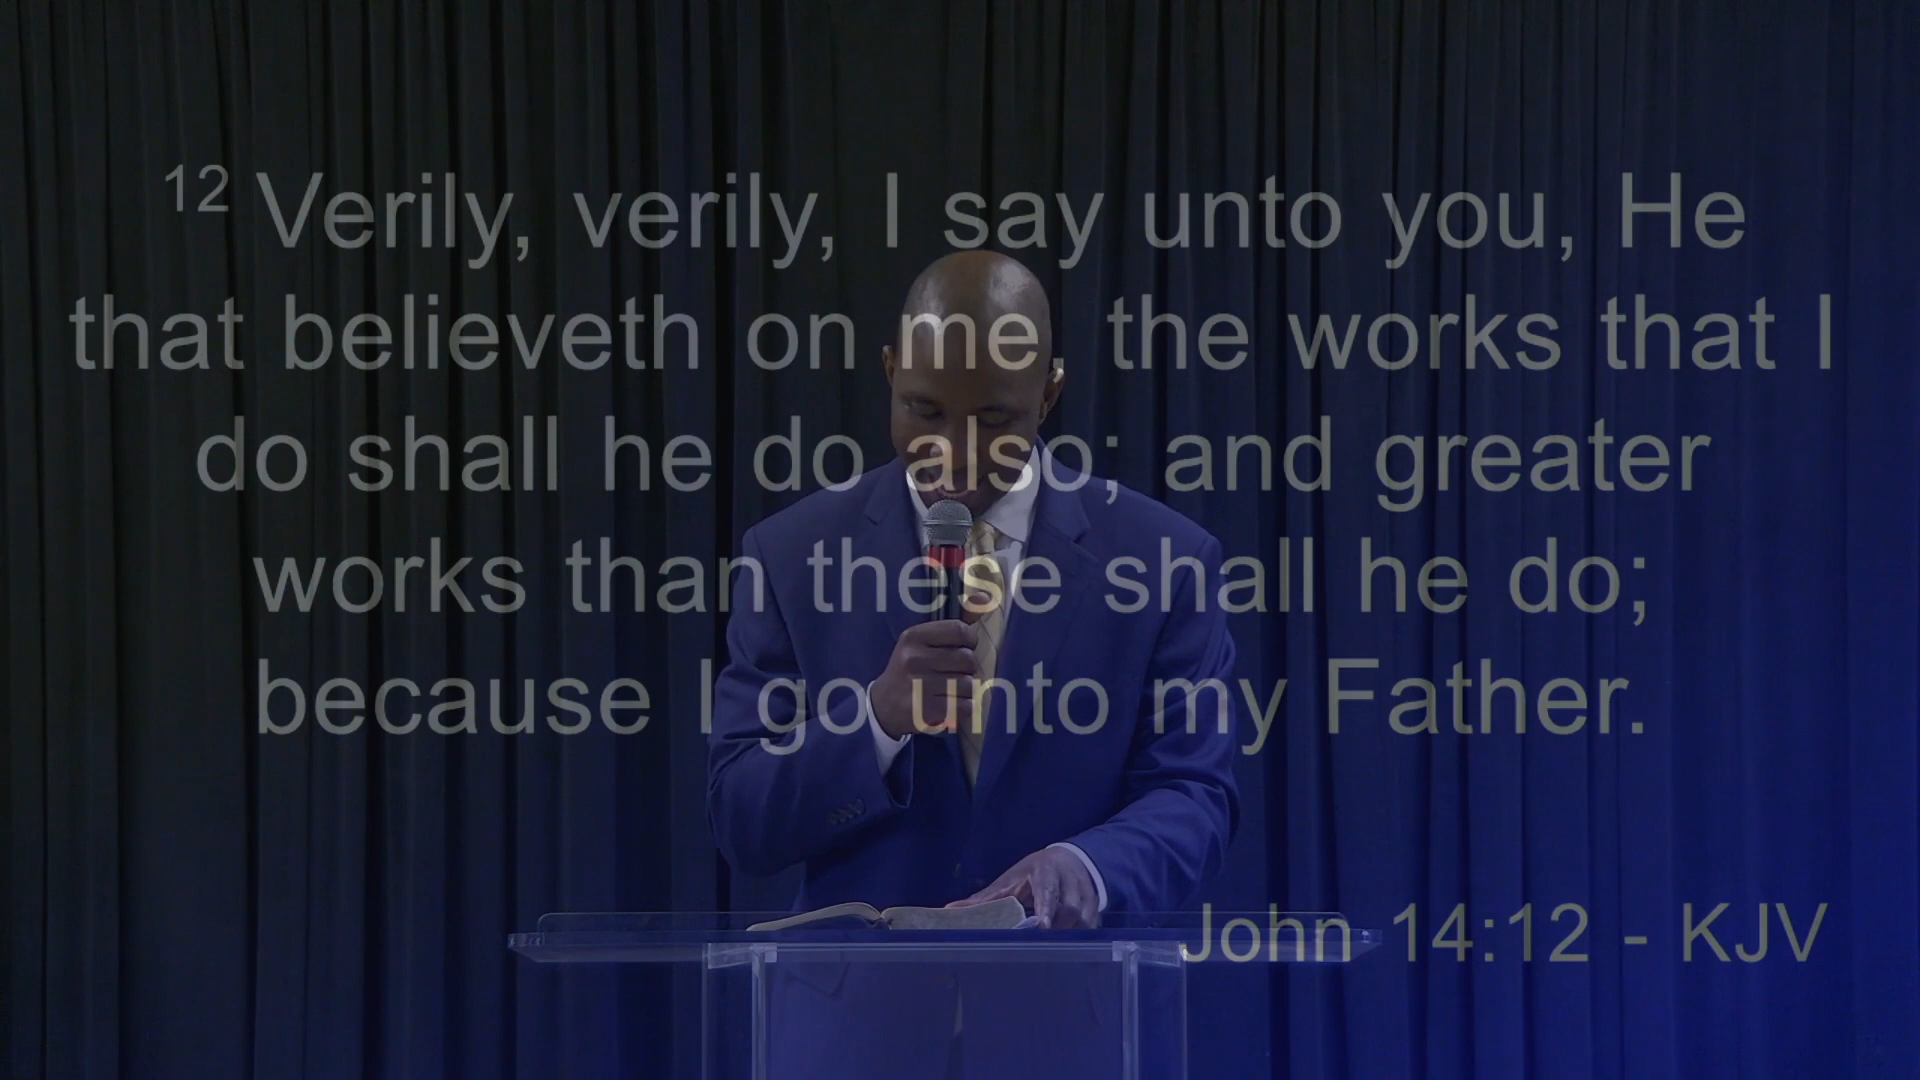 12 Verily, verily, I say unto you, He
that believeth on me, the works that I
do shall he do also; and greater
works than these shall he do;
because I go unto my Father.
John 14:12 - KJV